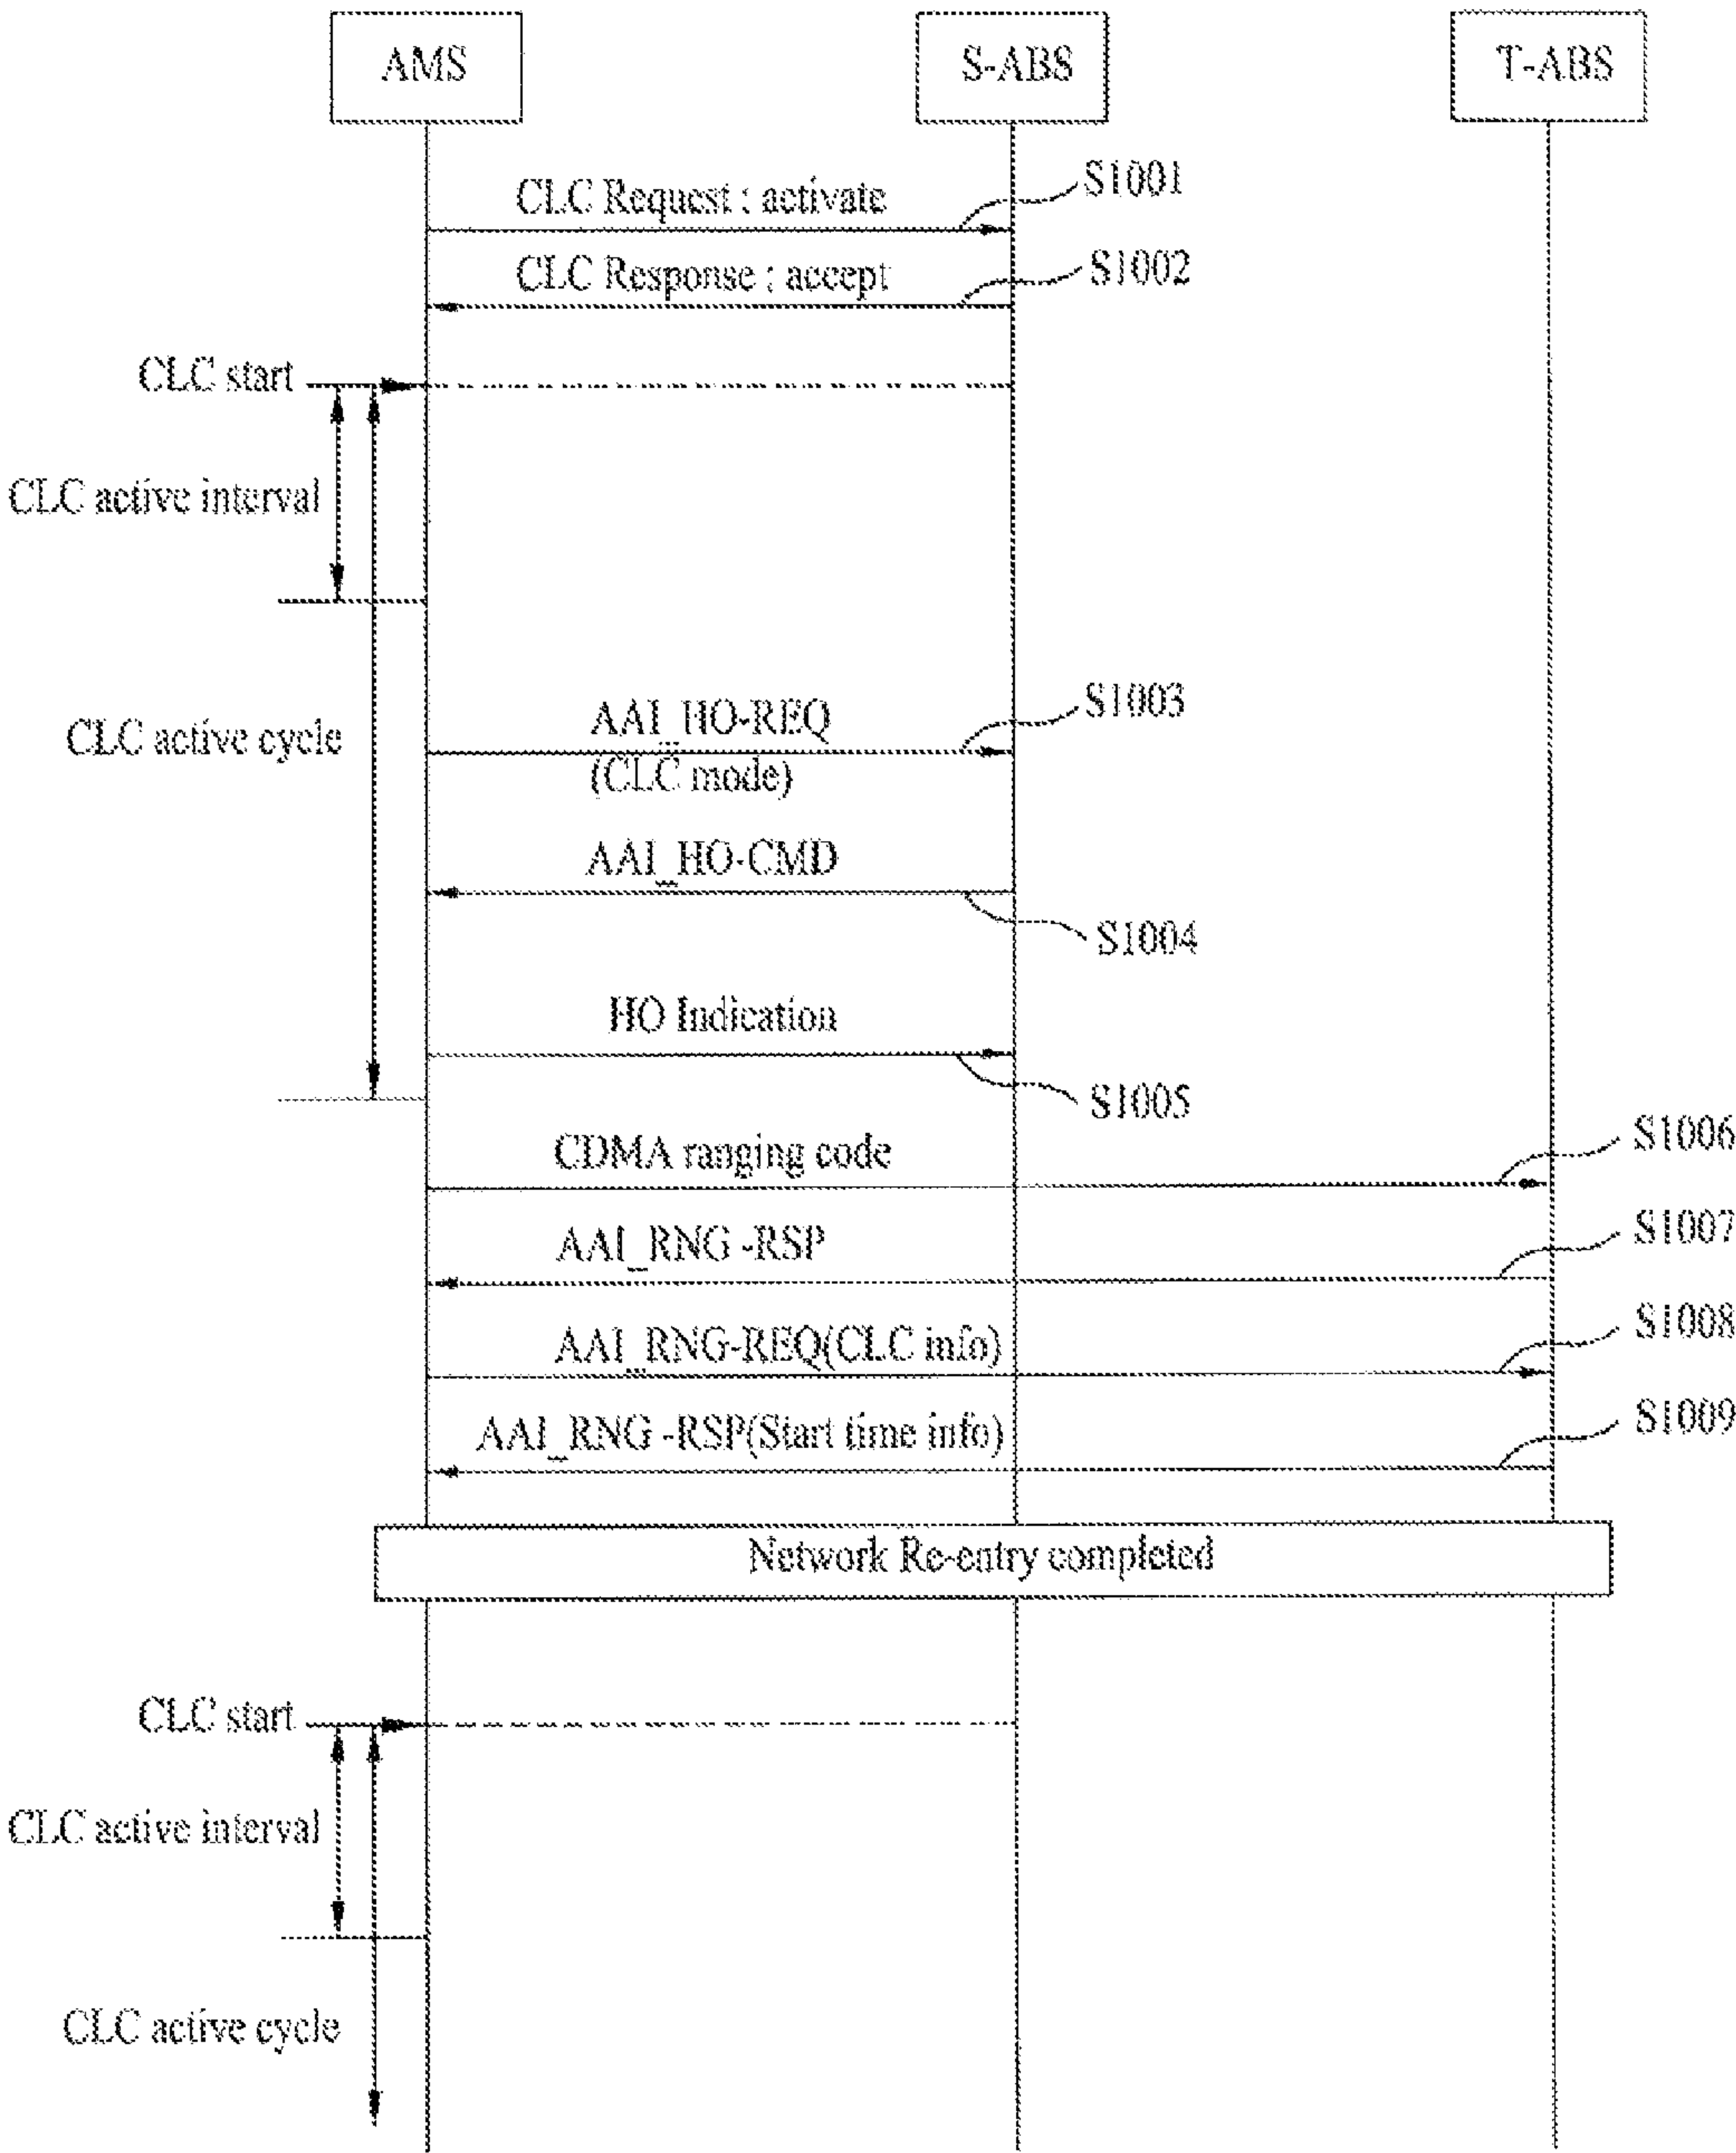 AMS
S-ABS
T-ABS
CLC Request : activate
S1001
CLC Response : accept
S1002
CLC start
CLC active interval
AAI_HO-REQ
S1003
CLC active cycle
(CLC mode)
AAI_HO-CMD
S1004
HO Indication
S1005
CDMA ranging code
S1006
AAI_RNG -RSP
S1007
AAI_RNG-REQ(CLC info)
S1008
AAI_RNG -RSP(Start time info)
S1009
Network Re-entry completed
CLC start
CLC active interval
CLC active cycle